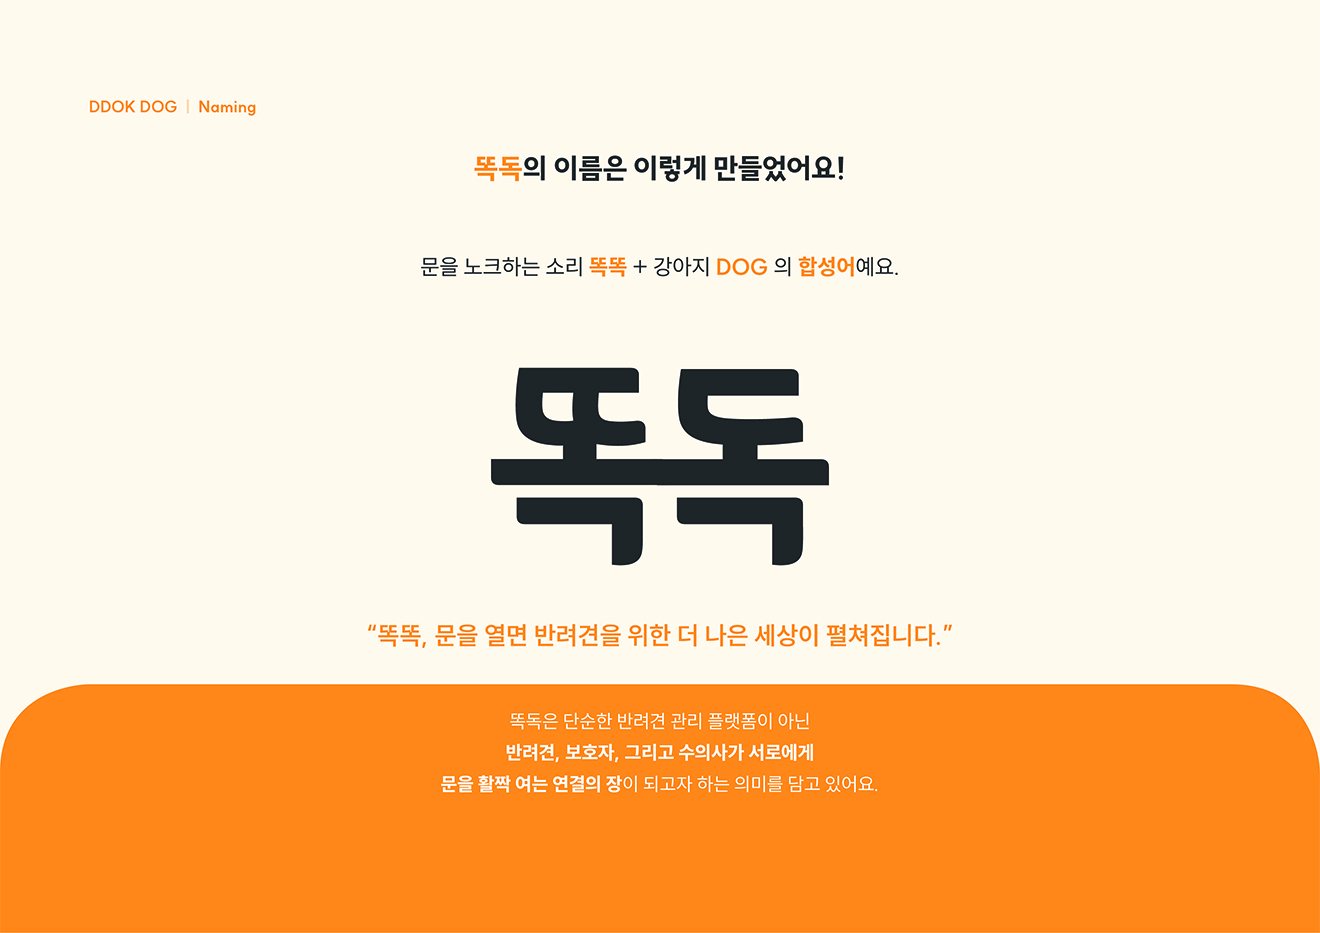 DDOK DOG | Naming
똑독의 이름은 이렇게 만들었어요!
문을 노크하는 소리 똑똑 + 강아지 DOG 의 합성어예요.
똑독
“똑똑, 문을 열면 반려견을 위한 더 나은 세상이 펼쳐집니다.”
똑독은 단순한 반려견 관리 플랫폼이 아닌
반려견, 보호자, 그리고 수의사가 서로에게
문을 활짝 여는 연결의 장이 되고자 하는 의미를 담고 있어요.